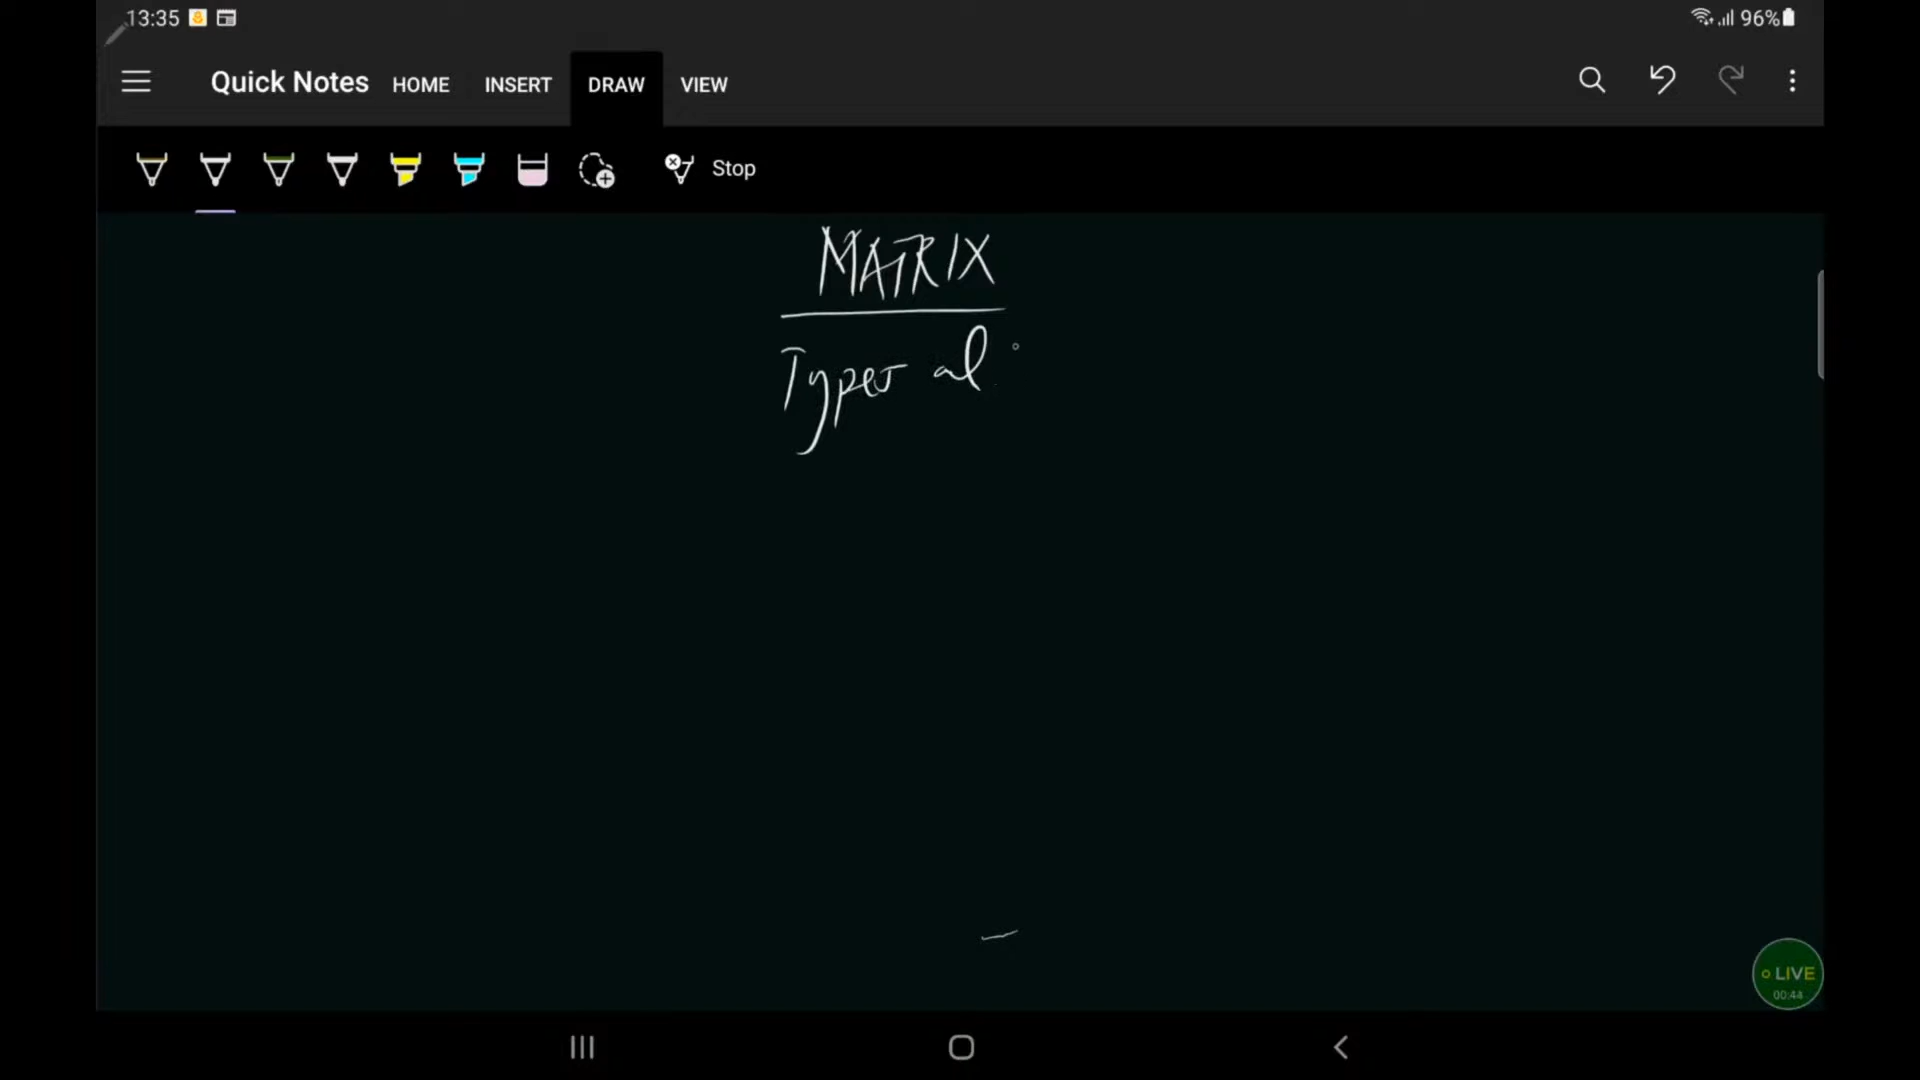 13:35 96%
Quick Notes HOME INSERT DRAW VIEW
Stop
MATRIX
Types of
LIVE
00:44